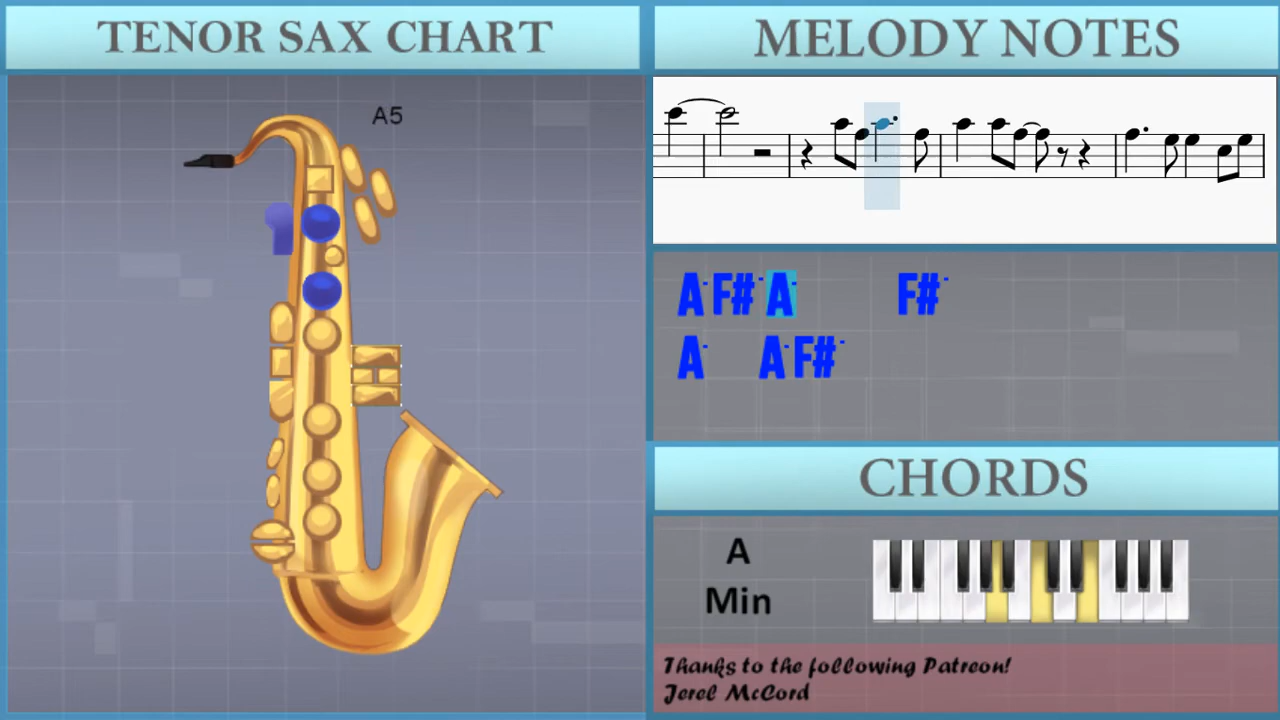 TENOR SAX CHART
A5
MELODY NOTES
A F# A F#
A A F#
CHORDS
A
Min
Thanks to the following Patreon!
Jerel McCord